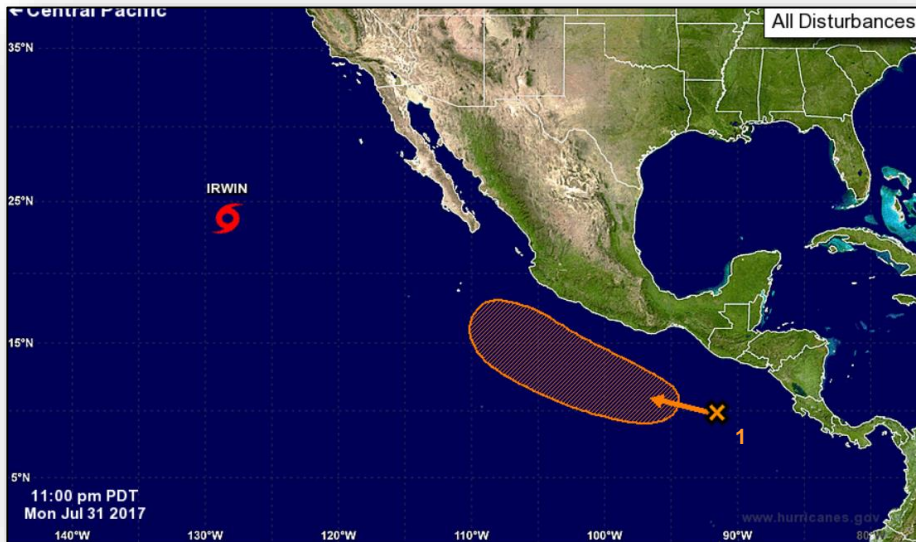 ←Central Pacific
All Disturbances
35°N
IRWIN
25°N
15°N
1
5°N
11:00 pm PDT
Mon Jul 31 2017
www.hurricanes.gov
140°W 130°W 120°W 110°W 100°W 90°W 80°W